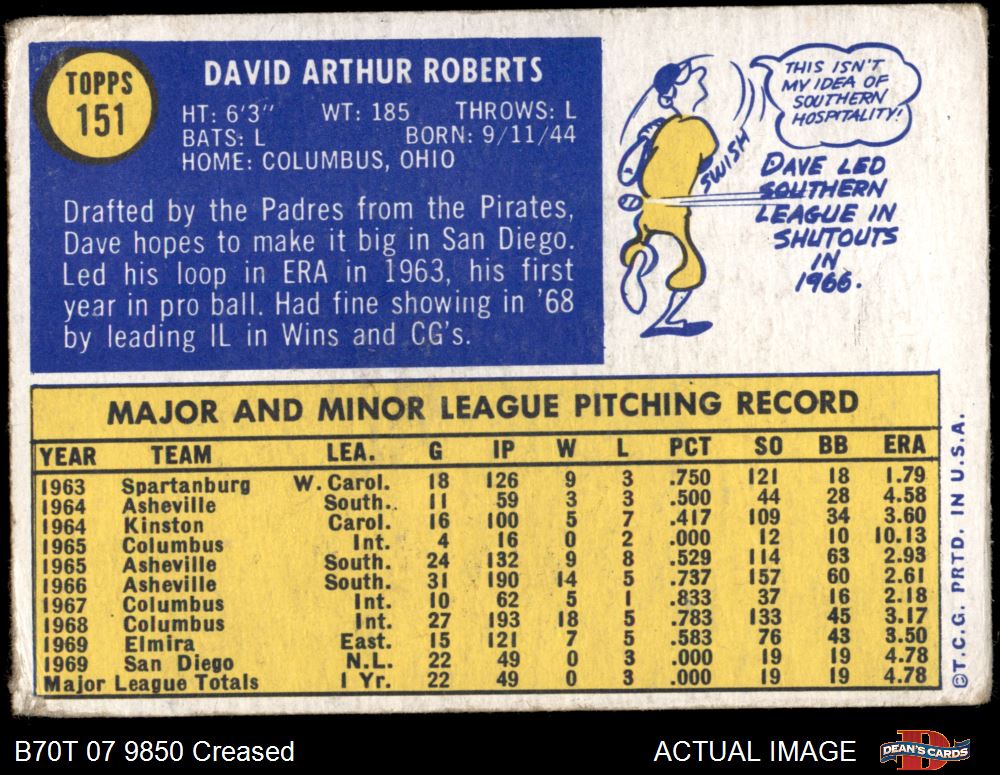 TOPPS
151
DAVID ARTHUR ROBERTS
HT: 6'3" WT: 185 THROWS: L
BATS: L BORN: 9/11/44
HOME: COLUMBUS, OHIO
Drafted by the Padres from the Pirates,
Dave hopes to make it big in San Diego.
Led his loop in ERA in 1963, his first
year in pro ball. Had fine showing in '68
by leading IL in Wins and CG's.
THIS ISN'T
MY IDEA OF
SOUTHERN
HOSPITALITY!
SWISH
DAVE LED
SOUTHERN
LEAGUE IN
SHUTOUTS
IN
1966.
MAJOR AND MINOR LEAGUE PITCHING RECORD
YEAR TEAM LEA. G IP W L PCT SO BB ERA
1963 Spartanburg W. Carol. 18 126 9 3 .750 121 18 1.79
1964 Asheville South. 11 59 3 3 .500 44 28 4.58
1964 Kinston Carol. 16 100 5 7 .417 109 34 3.60
1965 Columbus Int. 4 16 0 2 .000 12 10 10.13
1965 Asheville South. 24 132 9 8 .529 114 63 2.93
1966 Asheville South. 31 190 14 5 .737 157 60 2.61
1967 Columbus Int. 10 62 5 1 .833 37 16 2.18
1968 Columbus Int. 27 193 18 5 .783 133 45 3.17
1969 Elmira East. 15 121 7 5 .583 76 43 3.50
1969 San Diego N.L. 22 49 0 3 .000 19 19 4.78
Major League Totals 1 Yr. 22 49 0 3 .000 19 19 4.78
©T.C.G. PRTD. IN U.S.A.
B70T 07 9850 Creased
ACTUAL IMAGE
D
DEAN'S CARDS